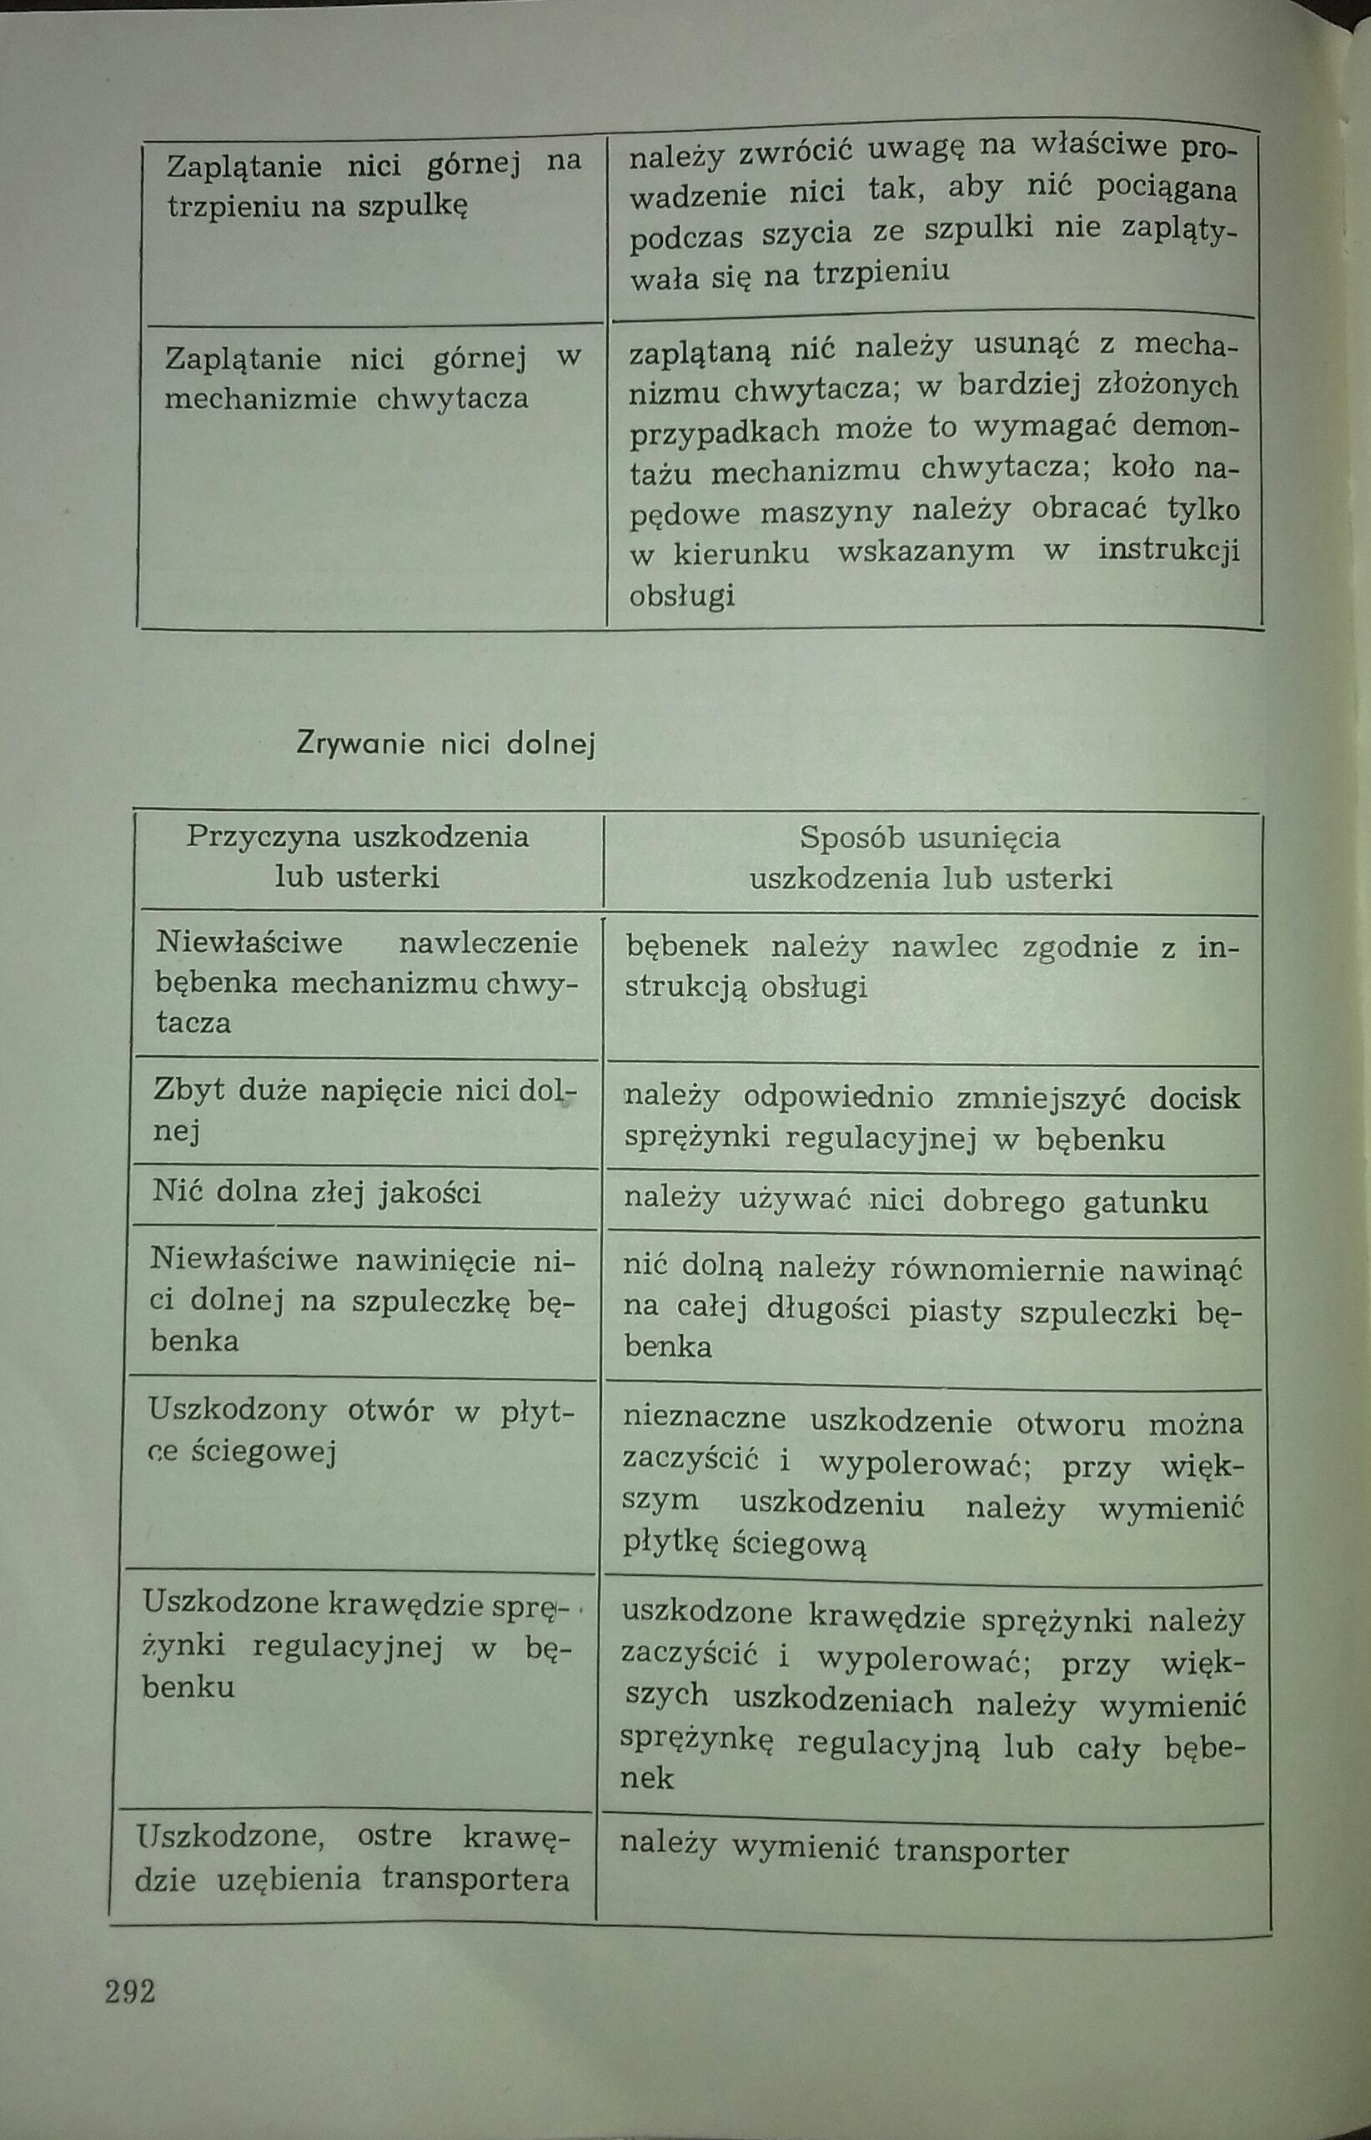 Zaplątanie nici górnej na
trzpieniu na szpulkę
należy zwrócić uwagę na właściwe pro-
wadzenie nici tak, aby nić pociągana
podczas szycia ze szpulki nie zapląty-
wała się na trzpieniu
Zaplątanie nici górnej w
mechanizmie chwytacza
zaplątaną nić należy usunąć z mecha-
nizmu chwytacza; w bardziej złożonych
przypadkach może to wymagać demon-
tażu mechanizmu chwytacza; koło na-
pędowe maszyny należy obracać tylko
w kierunku wskazanym w instrukcji
obsługi
Zrywanie nici dolnej
Przyczyna uszkodzenia
lub usterki
Sposób usunięcia
uszkodzenia lub usterki
Niewłaściwe nawleczenie
bębenka mechanizmu chwy-
tacza
bębenek należy nawlec zgodnie z in-
strukcją obsługi
Zbyt duże napięcie nici dol-
nej
należy odpowiednio zmniejszyć docisk
sprężynki regulacyjnej w bębenku
Nić dolna złej jakości
należy używać nici dobrego gatunku
Niewłaściwe nawinięcie ni-
ci dolnej na szpuleczkę bę-
benka
nić dolną należy równomiernie nawinąć
na całej długości piasty szpuleczki bę-
benka
Uszkodzony otwór w płyt-
ce ściegowej
nieznaczne uszkodzenie otworu można
zaczyścić i wypolerować; przy więk-
szym uszkodzeniu należy wymienić
płytkę ściegową
Uszkodzone krawędzie sprę-
żynki regulacyjnej w bę-
benku
uszkodzone krawędzie sprężynki należy
zaczyścić i wypolerować; przy więk-
szych uszkodzeniach należy wymienić
sprężynkę regulacyjną lub cały bębe-
nek
Uszkodzone, ostre krawę-
dzie uzębienia transportera
należy wymienić transporter
292